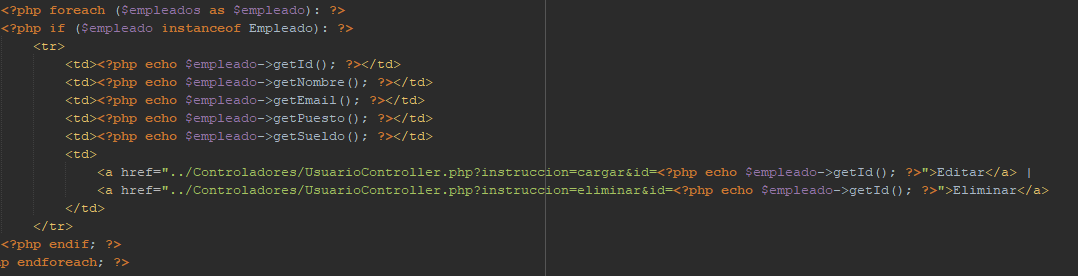 <?php foreach ($empleados as $empleado): ?>
<?php if ($empleado instanceof Empleado): ?>
<tr>
<td><?php echo $empleado->getId(); ?></td>
<td><?php echo $empleado->getNombre(); ?></td>
<td><?php echo $empleado->getEmail(); ?></td>
<td><?php echo $empleado->getPuesto(); ?></td>
<td><?php echo $empleado->getSueldo(); ?></td>
<td>
<a href="../Controladores/UsuarioController.php?instruccion=cargar&id=<?php echo $empleado->getId(); ?>">Editar</a> |
<a href="../Controladores/UsuarioController.php?instruccion=eliminar&id=<?php echo $empleado->getId(); ?>">Eliminar</a>
</td>
</tr>
<?php endif; ?>
p endforeach; ?>